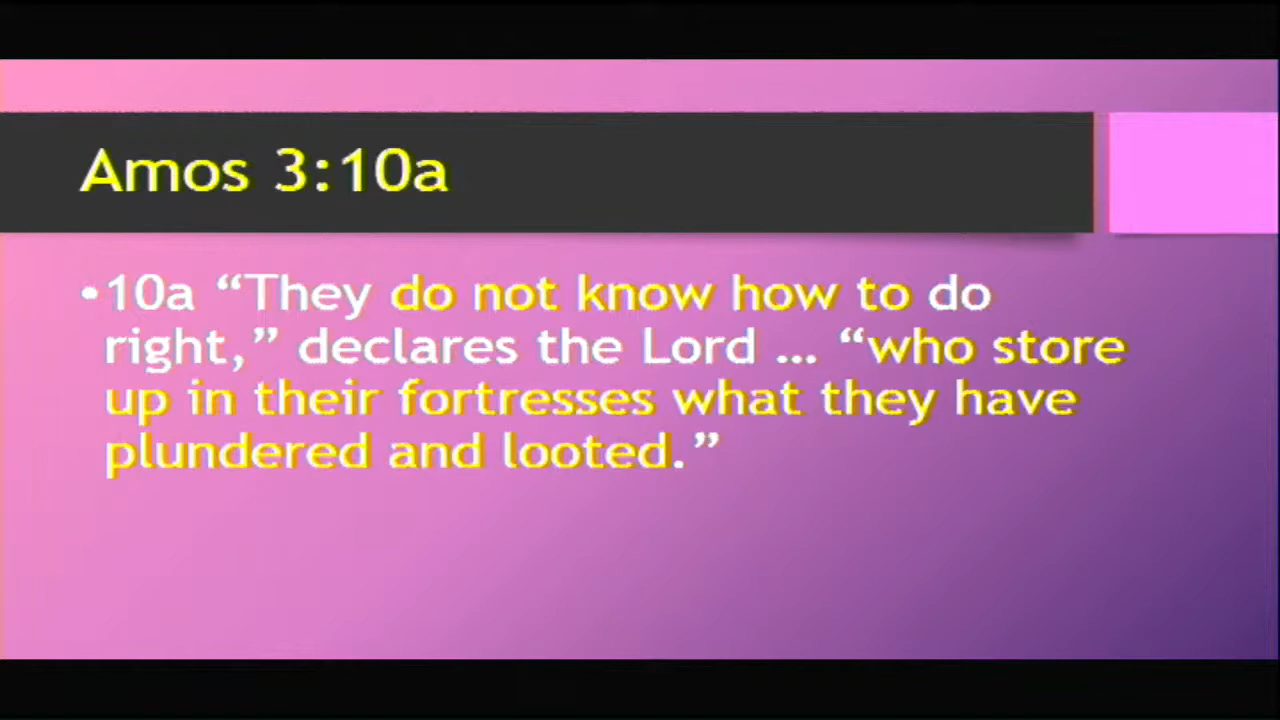 Amos 3:10a
•10a “They do not know how to do
right,” declares the Lord … “who store
up in their fortresses what they have
plundered and looted.”